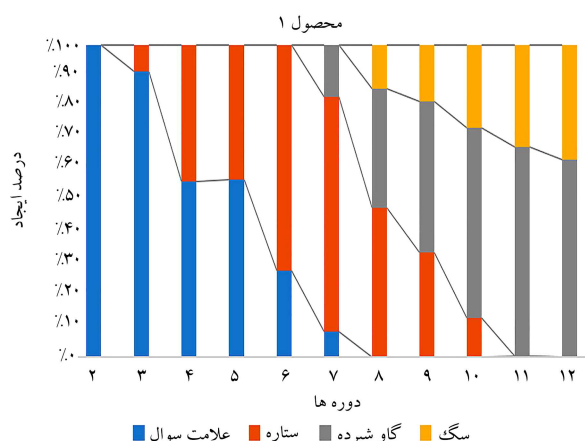 محصول ۱
٪۱۰۰
٪۹۰
٪۸۰
٪۷۰
٪۶۰
٪۵۰
٪۴۰
٪۳۰
٪۲۰
٪۱۰
٪۰
درصد ایجاد
۲ ۳ ۴ ۵ ۶ ۷ ۸ ۹ ۱۰ ۱۱ ۱۲
دوره ها
علامت سوال ستاره گاو شیرده سگ